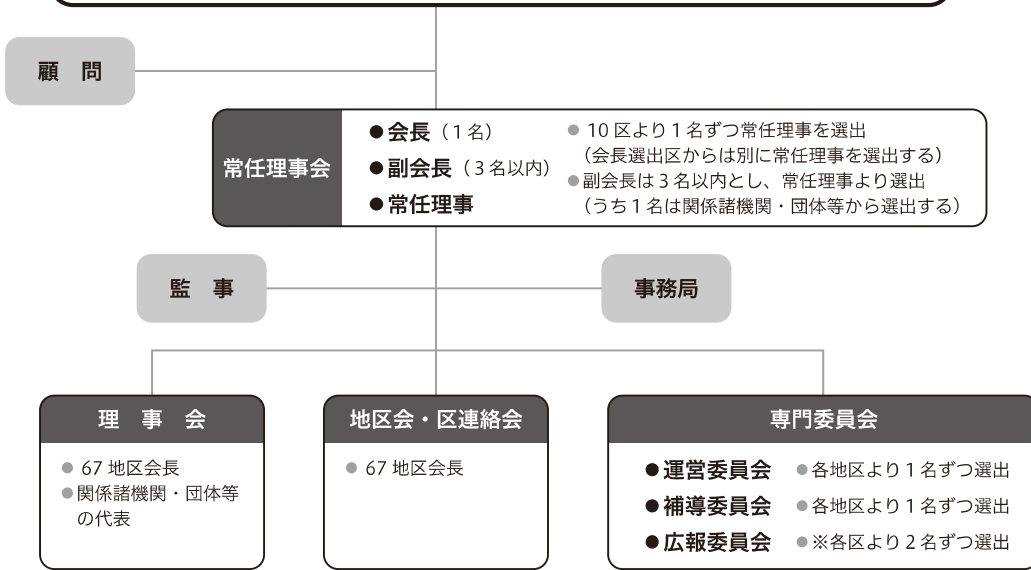 顧　問
常任理事会
●会長（1名）
●副会長（3名以内）
●常任理事
● 10区より1名ずつ常任理事を選出
（会長選出区からは別に常任理事を選出する）
●副会長は3名以内とし、常任理事より選出
（うち1名は関係諸機関・団体等から選出する）
監　事
事務局
理　事　会
● 67地区会長
●関係諸機関・団体等
の代表
地区会・区連絡会
● 67地区会長
専門委員会
●運営委員会 ●各地区より1名ずつ選出
●補導委員会 ●各地区より1名ずつ選出
●広報委員会 ●※各区より2名ずつ選出